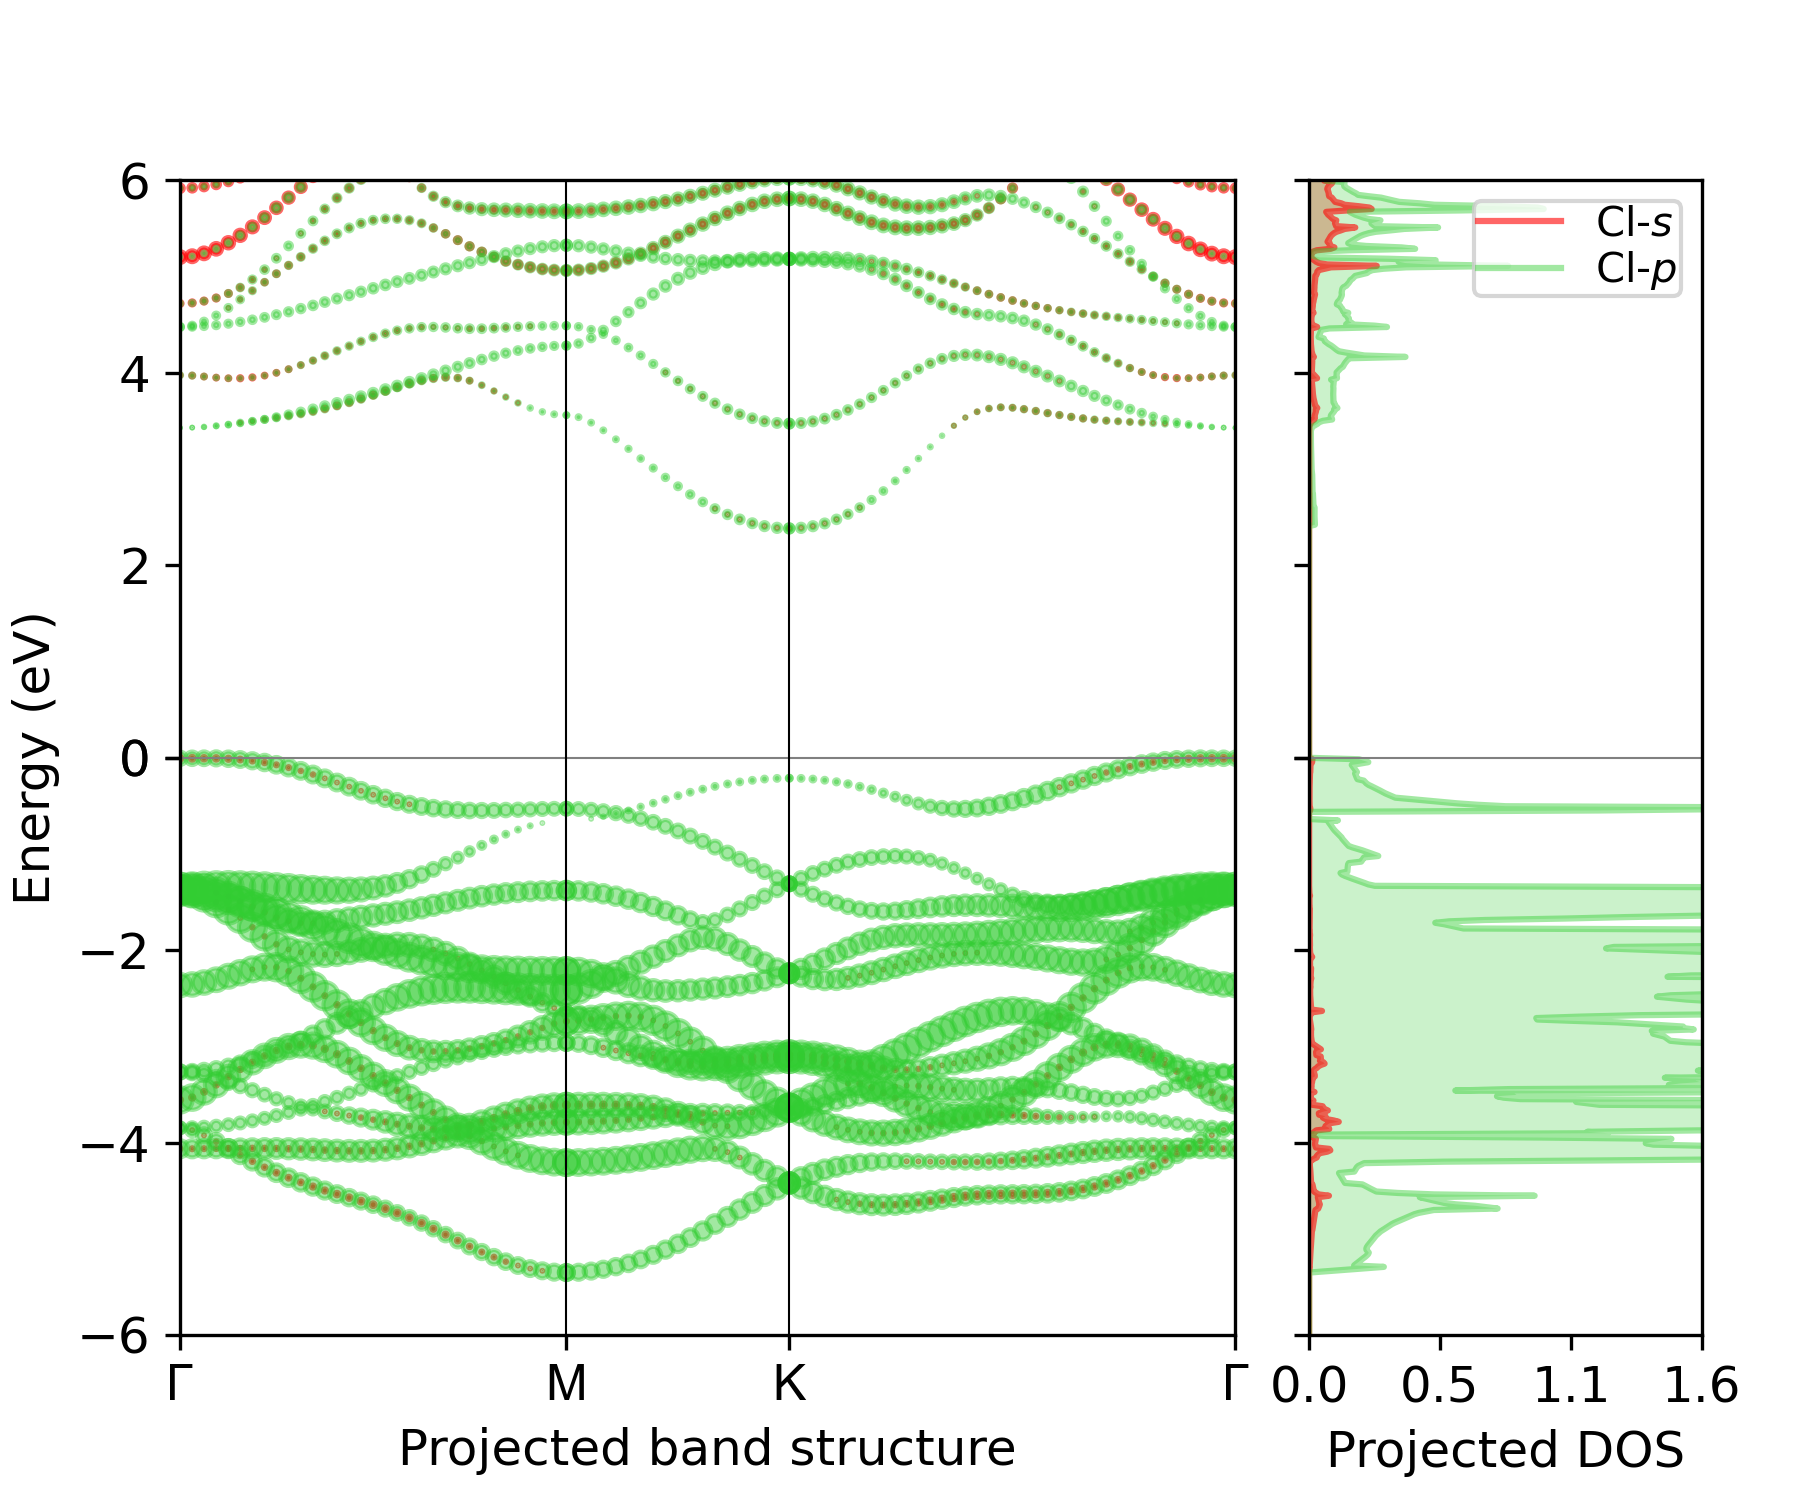 6
4
2
0
−2
−4
−6
Energy (eV)
Γ M K Γ
Projected band structure
Cl-s
Cl-p
0.0 0.5 1.1 1.6
Projected DOS